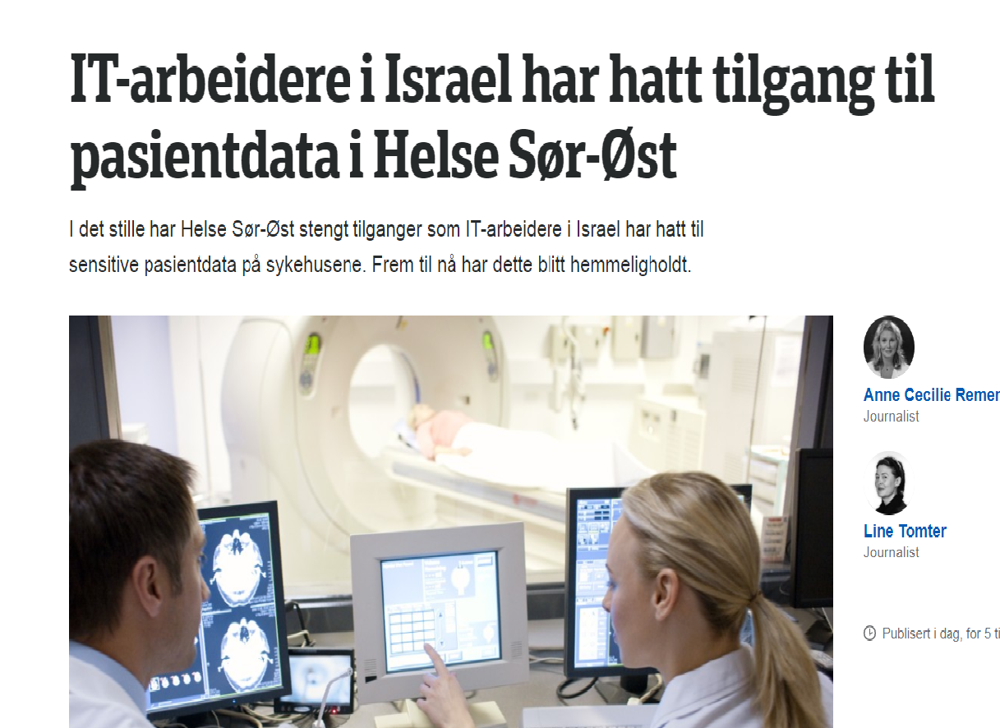 IT-arbeidere i Israel har hatt tilgang til
pasientdata i Helse Sør-Øst
I det stille har Helse Sør-Øst stengt tilganger som IT-arbeidere i Israel har hatt til
sensitive pasientdata på sykehusene. Frem til nå har dette blitt hemmeligholdt.
Anne Cecilie Remen
Journalist
Line Tomter
Journalist
Publisert i dag, for 5 ti